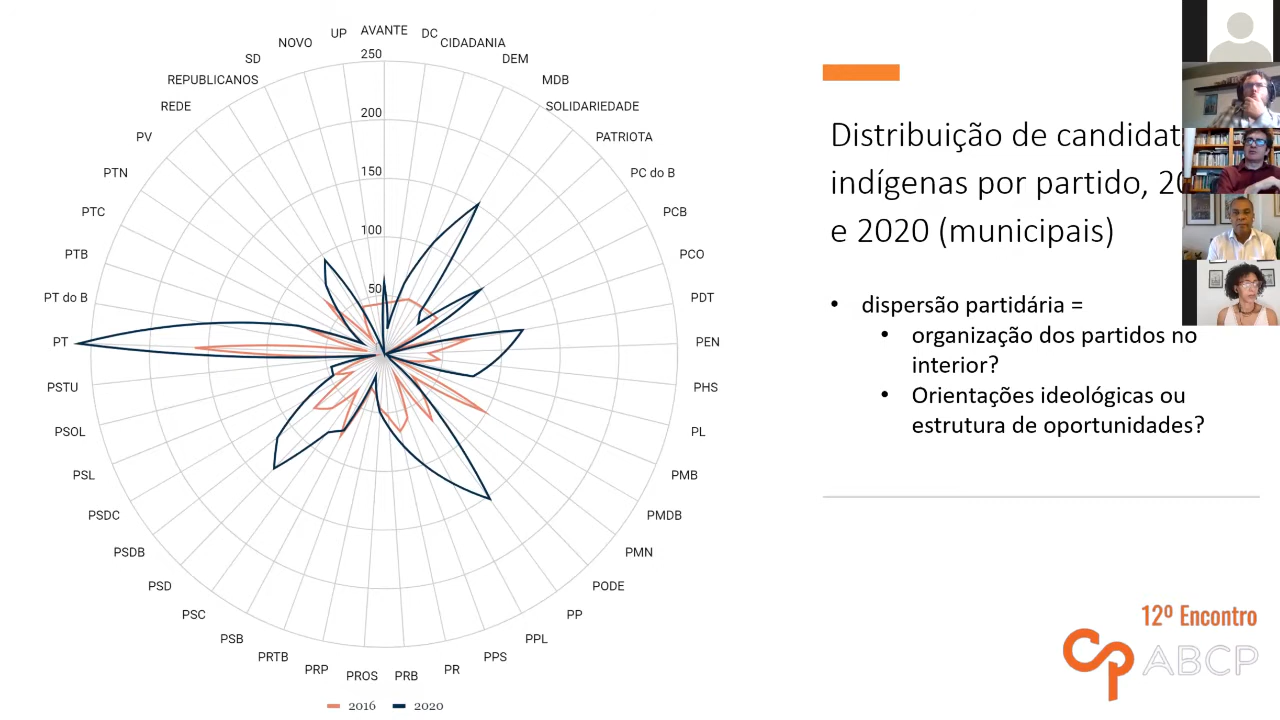 AVANTE
DC
CIDADANIA
DEM
MDB
SOLIDARIEDADE
PATRIOTA
PC do B
PCB
PCO
PDT
PEN
PHS
PL
PMB
PMDB
PMN
PODE
PP
PPL
PPS
PR
PRB
PROS
PRP
PRTB
PSB
PSC
PSD
PSDB
PSDC
PSL
PSOL
PSTU
PT
PT do B
PTB
PTC
PTN
PV
REDE
REPUBLICANOS
SD
NOVO
UP
250
200
150
100
50
2016 2020
Distribuição de
indígenas por partido,
e 2020 (municipais)
• dispersão partidária =
• organização dos partidos no
interior?
• Orientações ideológicas ou
estrutura de oportunidades?
12º Encontro
CP ABCP